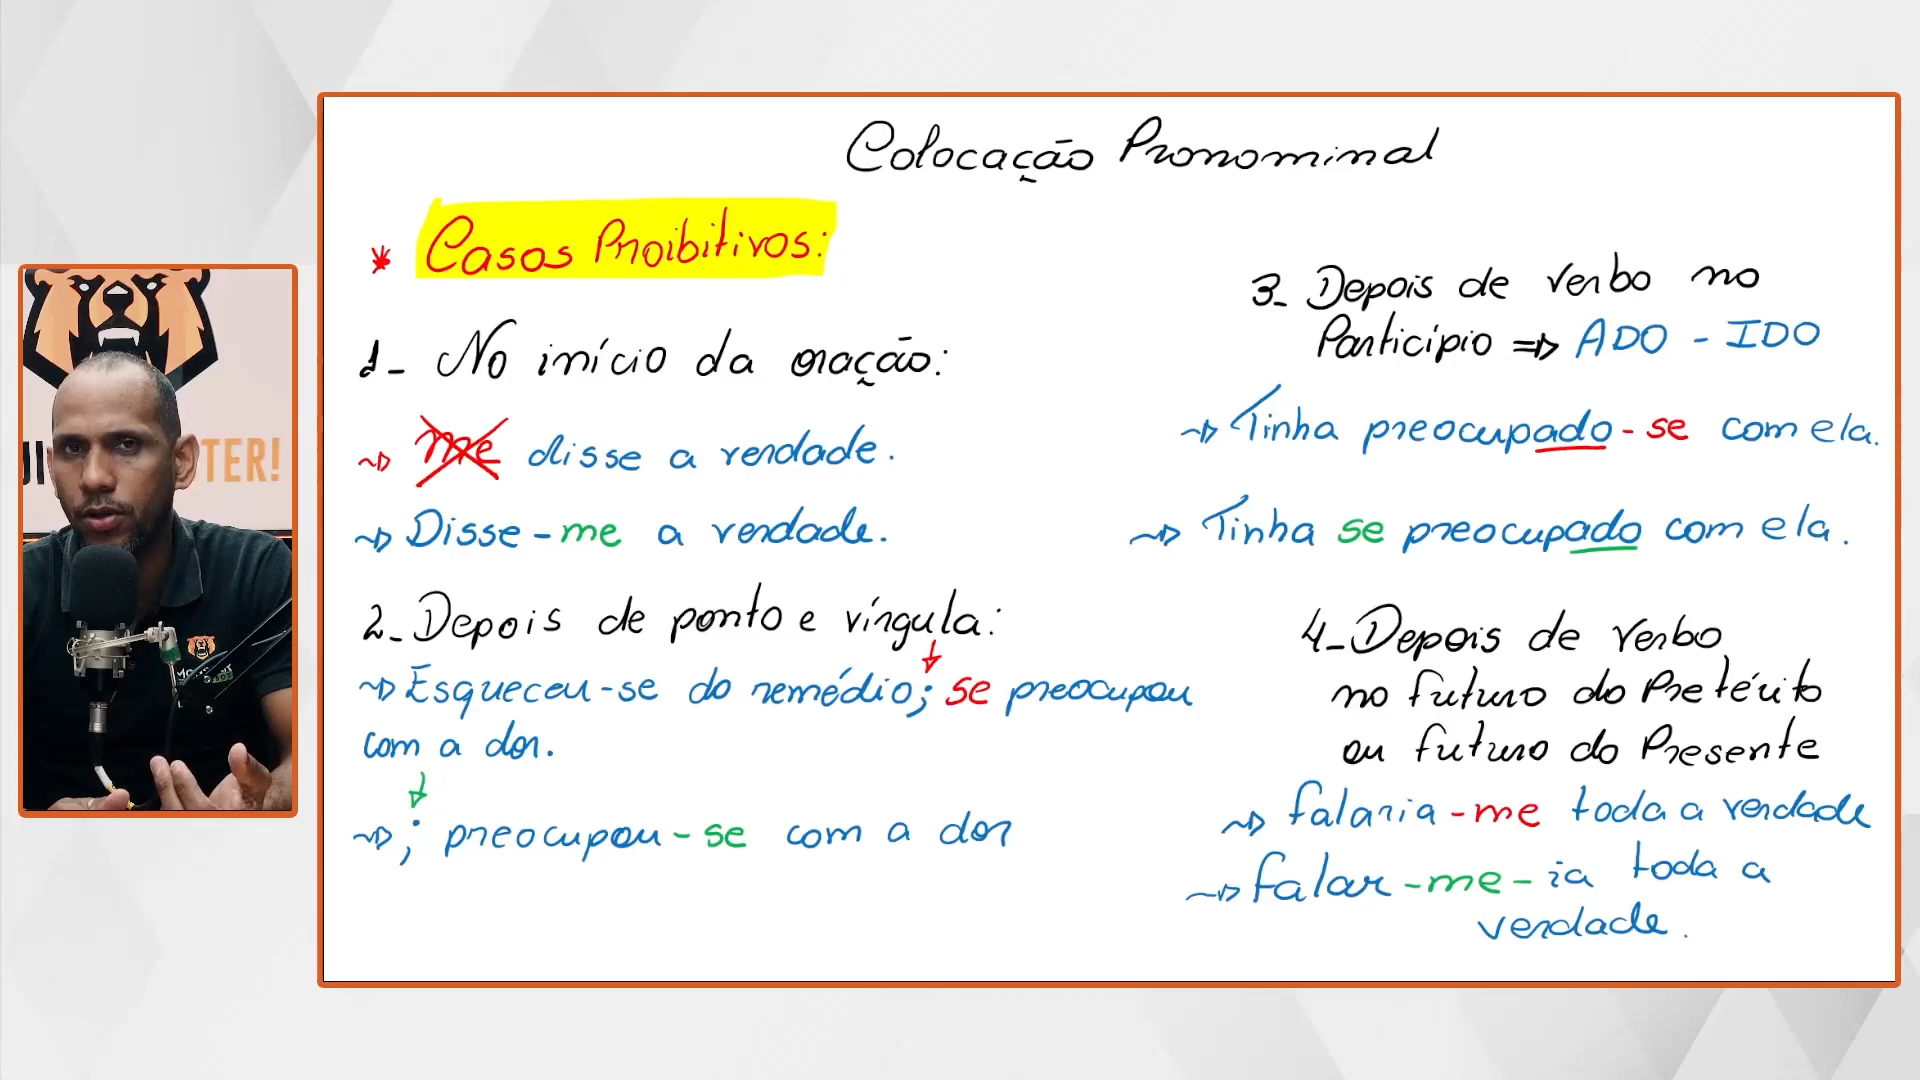 Colocação Pronominal
* Casos Proibitivos:
1- No início da oração:
me disse a verdade.
Disse-me a verdade.
2- Depois de ponto e vírgula:
Esqueceu-se do remédio; se preocupou
com a dor.
; preocupou-se com a dor
3- Depois de verbo no
Particípio ⇒ ADO - IDO
Tinha preocupado-se com ela.
Tinha se preocupado com ela.
4- Depois de verbo
no futuro do Pretérito
ou futuro do Presente
falaria-me toda a verdade
falar-me-ia toda a
verdade.
TER!